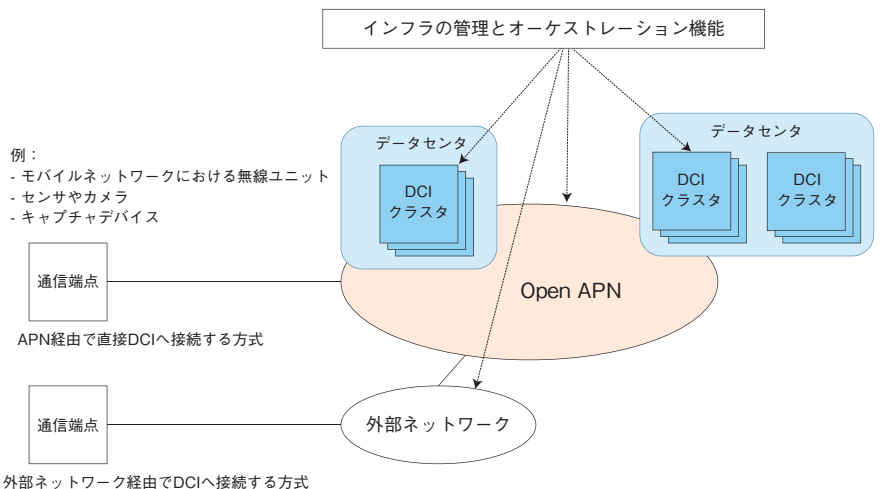 インフラの管理とオーケストレーション機能
データセンタ
データセンタ
例：
- モバイルネットワークにおける無線ユニット
- センサやカメラ
- キャプチャデバイス
DCI
クラスタ
DCI
クラスタ
DCI
クラスタ
通信端点
Open APN
APN経由で直接DCIへ接続する方式
通信端点
外部ネットワーク
外部ネットワーク経由でDCIへ接続する方式